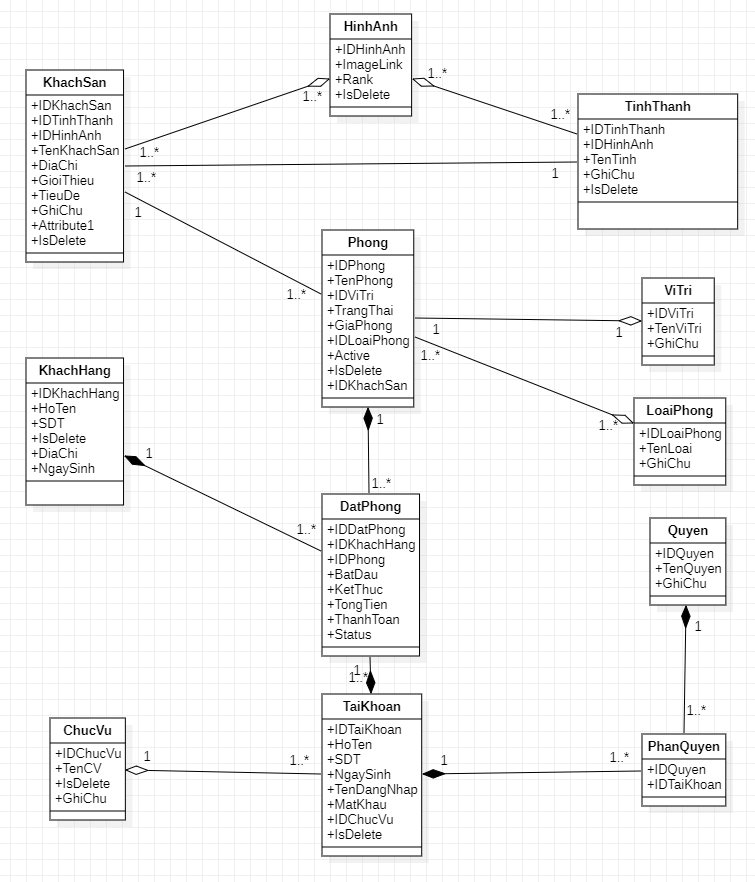 HinhAnh
+IDHinhAnh
+ImageLink
+Rank
+IsDelete
1..*
1..*
KhachSan
+IDKhachSan
+IDTinhThanh
+IDHinhAnh
+TenKhachSan
+DiaChi
+GioiThieu
+TieuDe
+GhiChu
+Attribute1
+IsDelete
1..*
1..*
1
TinhThanh
+IDTinhThanh
+IDHinhAnh
+TenTinh
+GhiChu
+IsDelete
1..*
1
Phong
+IDPhong
+TenPhong
+IDViTri
+TrangThai
+GiaPhong
+IDLoaiPhong
+Active
+IsDelete
+IDKhachSan
1..*
1
1..*
1
ViTri
+IDViTri
+TenViTri
+GhiChu
1
KhachHang
+IDKhachHang
+HoTen
+SDT
+IsDelete
+DiaChi
+NgaySinh
1
LoaiPhong
+IDLoaiPhong
+TenLoai
+GhiChu
1..*
DatPhong
+IDDatPhong
+IDKhachHang
+IDPhong
+BatDau
+KetThuc
+TongTien
+ThanhToan
+Status
1..*
1..*
1
1..*
Quyen
+IDQuyen
+TenQuyen
+GhiChu
1
1..*
ChucVu
+IDChucVu
+TenCV
+IsDelete
+GhiChu
1
TaiKhoan
+IDTaiKhoan
+HoTen
+SDT
+NgaySinh
+TenDangNhap
+MatKhau
+IDChucVu
+IsDelete
1..*
1
PhanQuyen
+IDQuyen
+IDTaiKhoan
1..*